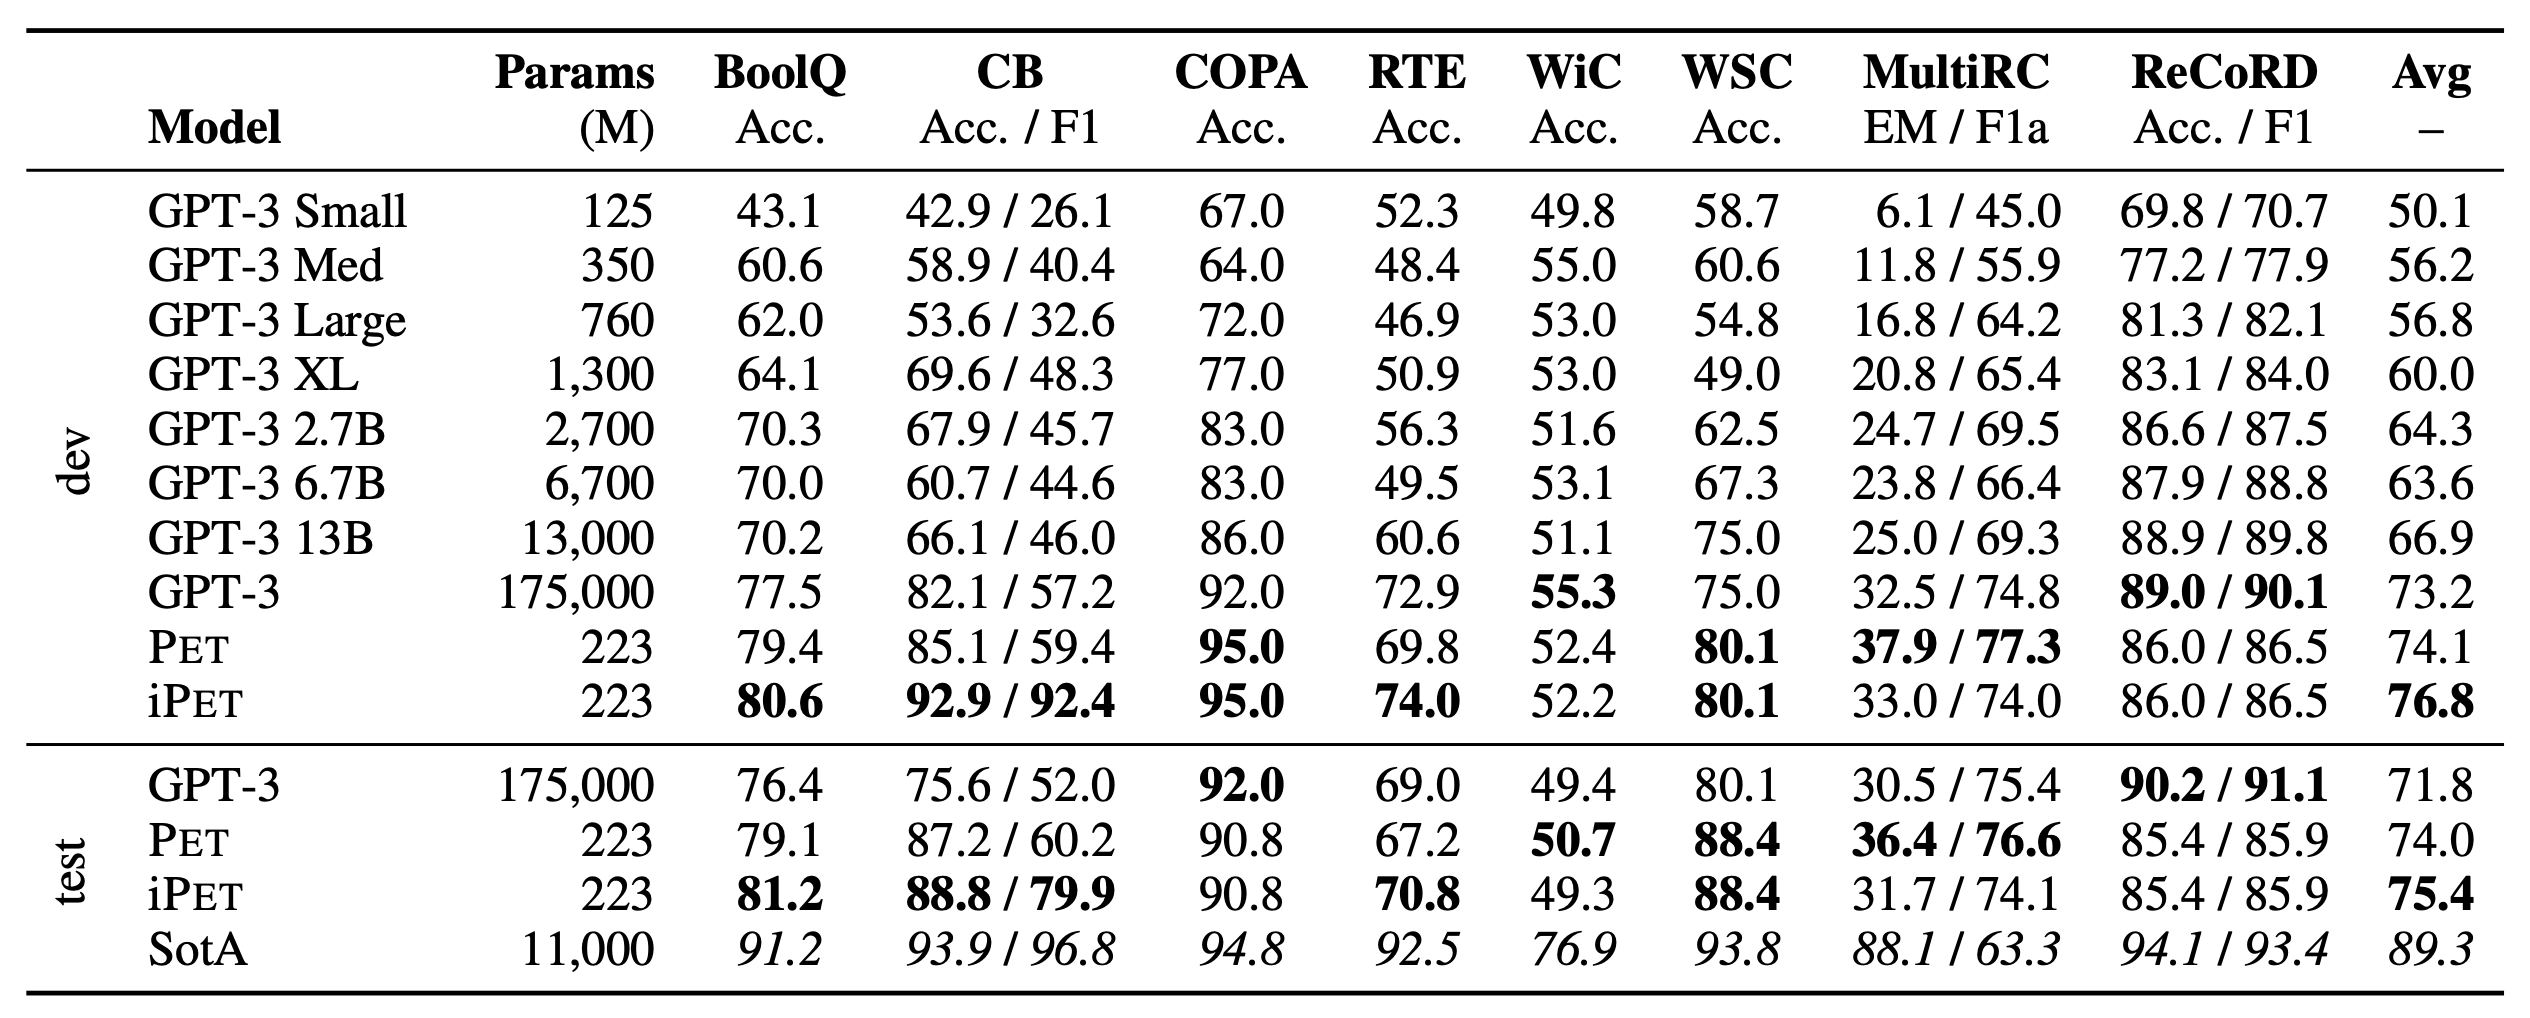 Params BoolQ CB COPA RTE WiC WSC MultiRC ReCoRD Avg
Model (M) Acc. Acc. / F1 Acc. Acc. Acc. Acc. EM / F1a Acc. / F1 –
dev
GPT-3 Small 125 43.1 42.9 / 26.1 67.0 52.3 49.8 58.7 6.1 / 45.0 69.8 / 70.7 50.1
GPT-3 Med 350 60.6 58.9 / 40.4 64.0 48.4 55.0 60.6 11.8 / 55.9 77.2 / 77.9 56.2
GPT-3 Large 760 62.0 53.6 / 32.6 72.0 46.9 53.0 54.8 16.8 / 64.2 81.3 / 82.1 56.8
GPT-3 XL 1,300 64.1 69.6 / 48.3 77.0 50.9 53.0 49.0 20.8 / 65.4 83.1 / 84.0 60.0
GPT-3 2.7B 2,700 70.3 67.9 / 45.7 83.0 56.3 51.6 62.5 24.7 / 69.5 86.6 / 87.5 64.3
GPT-3 6.7B 6,700 70.0 60.7 / 44.6 83.0 49.5 53.1 67.3 23.8 / 66.4 87.9 / 88.8 63.6
GPT-3 13B 13,000 70.2 66.1 / 46.0 86.0 60.6 51.1 75.0 25.0 / 69.3 88.9 / 89.8 66.9
GPT-3 175,000 77.5 82.1 / 57.2 92.0 72.9 55.3 75.0 32.5 / 74.8 89.0 / 90.1 73.2
PET 223 79.4 85.1 / 59.4 95.0 69.8 52.4 80.1 37.9 / 77.3 86.0 / 86.5 74.1
iPET 223 80.6 92.9 / 92.4 95.0 74.0 52.2 80.1 33.0 / 74.0 86.0 / 86.5 76.8
test
GPT-3 175,000 76.4 75.6 / 52.0 92.0 69.0 49.4 80.1 30.5 / 75.4 90.2 / 91.1 71.8
PET 223 79.1 87.2 / 60.2 90.8 67.2 50.7 88.4 36.4 / 76.6 85.4 / 85.9 74.0
iPET 223 81.2 88.8 / 79.9 90.8 70.8 49.3 88.4 31.7 / 74.1 85.4 / 85.9 75.4
SotA 11,000 91.2 93.9 / 96.8 94.8 92.5 76.9 93.8 88.1 / 63.3 94.1 / 93.4 89.3